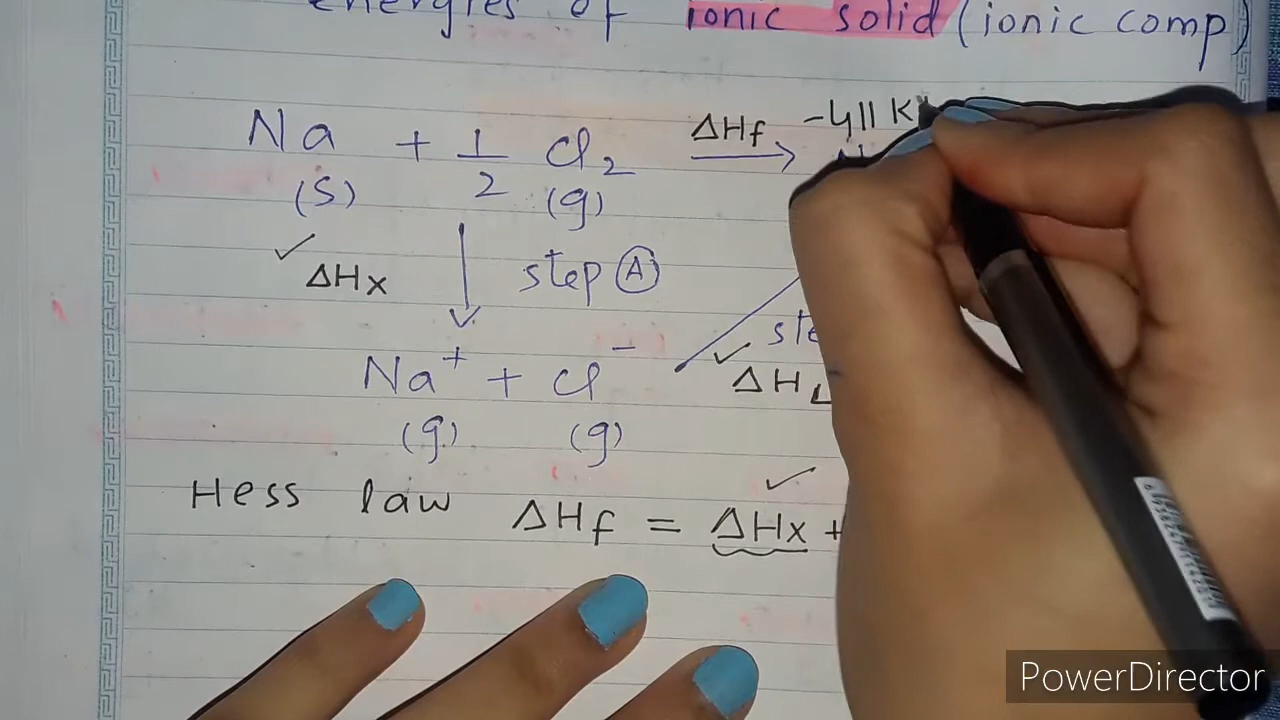 energies of ionic solid (ionic comp)
Na + 1/2 Cl2 ΔHf → -411 K
(s) (g)
✓ ΔHx ↓ step Ⓐ
Na+ + Cl- ✓ ΔHL
(g) (g)
Hess law ΔHf = ΔHx ✓ +
PowerDirector